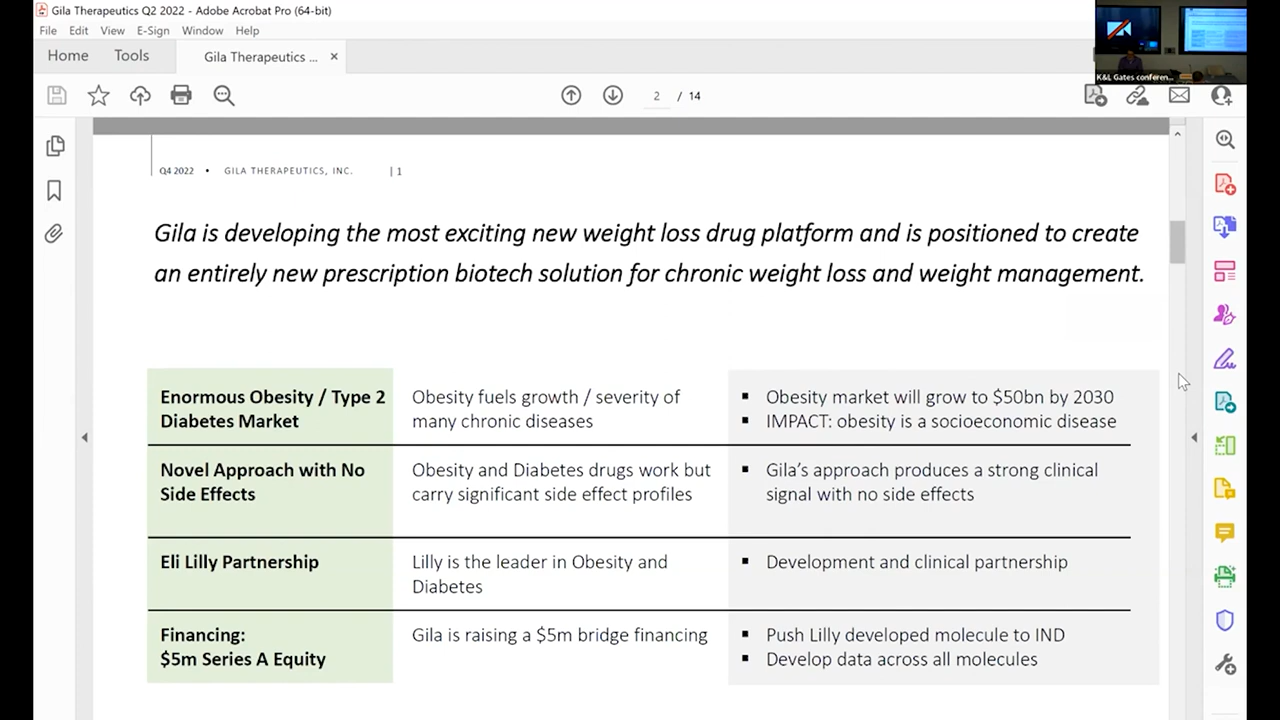 Gila Therapeutics Q2 2022 - Adobe Acrobat Pro (64-bit)
File Edit View E-Sign Window Help
Home Tools Gila Therapeutics ... ×
2 / 14
K&L Gates conferen...
Q4 2022 • GILA THERAPEUTICS, INC. | 1
Gila is developing the most exciting new weight loss drug platform and is positioned to create
an entirely new prescription biotech solution for chronic weight loss and weight management.
Enormous Obesity / Type 2
Diabetes Market
Obesity fuels growth / severity of
many chronic diseases
▪ Obesity market will grow to $50bn by 2030
▪ IMPACT: obesity is a socioeconomic disease
Novel Approach with No
Side Effects
Obesity and Diabetes drugs work but
carry significant side effect profiles
▪ Gila's approach produces a strong clinical
signal with no side effects
Eli Lilly Partnership
Lilly is the leader in Obesity and
Diabetes
▪ Development and clinical partnership
Financing:
$5m Series A Equity
Gila is raising a $5m bridge financing
▪ Push Lilly developed molecule to IND
▪ Develop data across all molecules